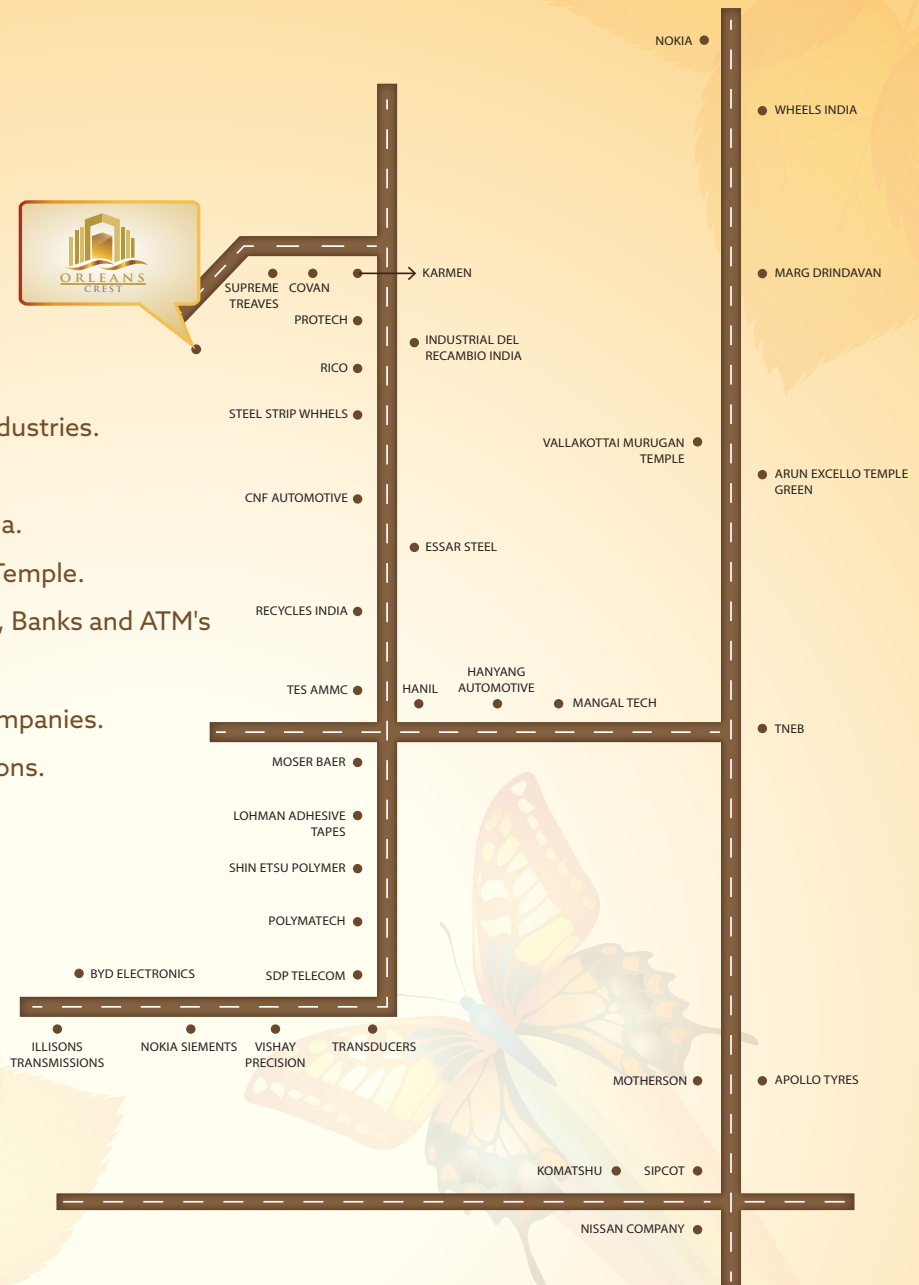 NOKIA
WHEELS INDIA
ORLEANS
CREST
SUPREME
TREAVES
COVAN
KARMEN
MARG DRINDAVAN
PROTECH
INDUSTRIAL DEL
RECAMBIO INDIA
RICO
STEEL STRIP WHHELS
dustries.
VALLAKOTTAI MURUGAN
TEMPLE
ARUN EXCELLO TEMPLE
GREEN
CNF AUTOMOTIVE
a.
ESSAR STEEL
Temple.
RECYCLES INDIA
, Banks and ATM's
TES AMMC
HANIL
HANYANG
AUTOMOTIVE
MANGAL TECH
mpanies.
TNEB
MOSER BAER
ons.
LOHMAN ADHESIVE
TAPES
SHIN ETSU POLYMER
POLYMATECH
BYD ELECTRONICS
SDP TELECOM
ILLISONS
TRANSMISSIONS
NOKIA SIEMENTS
VISHAY
PRECISION
TRANSDUCERS
MOTHERSON
APOLLO TYRES
KOMATSHU
SIPCOT
NISSAN COMPANY